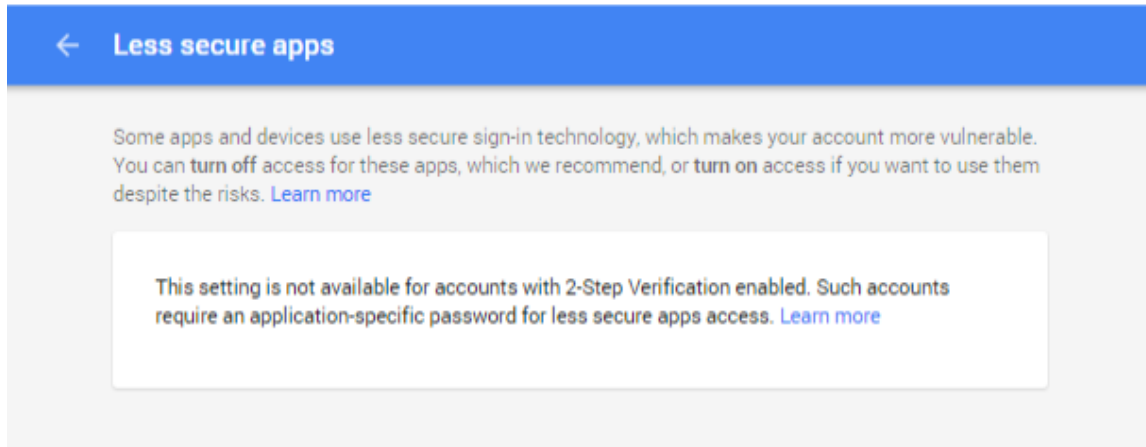 Less secure apps
Some apps and devices use less secure sign-in technology, which makes your account more vulnerable.
You can turn off access for these apps, which we recommend, or turn on access if you want to use them
despite the risks. Learn more
This setting is not available for accounts with 2-Step Verification enabled. Such accounts
require an application-specific password for less secure apps access. Learn more